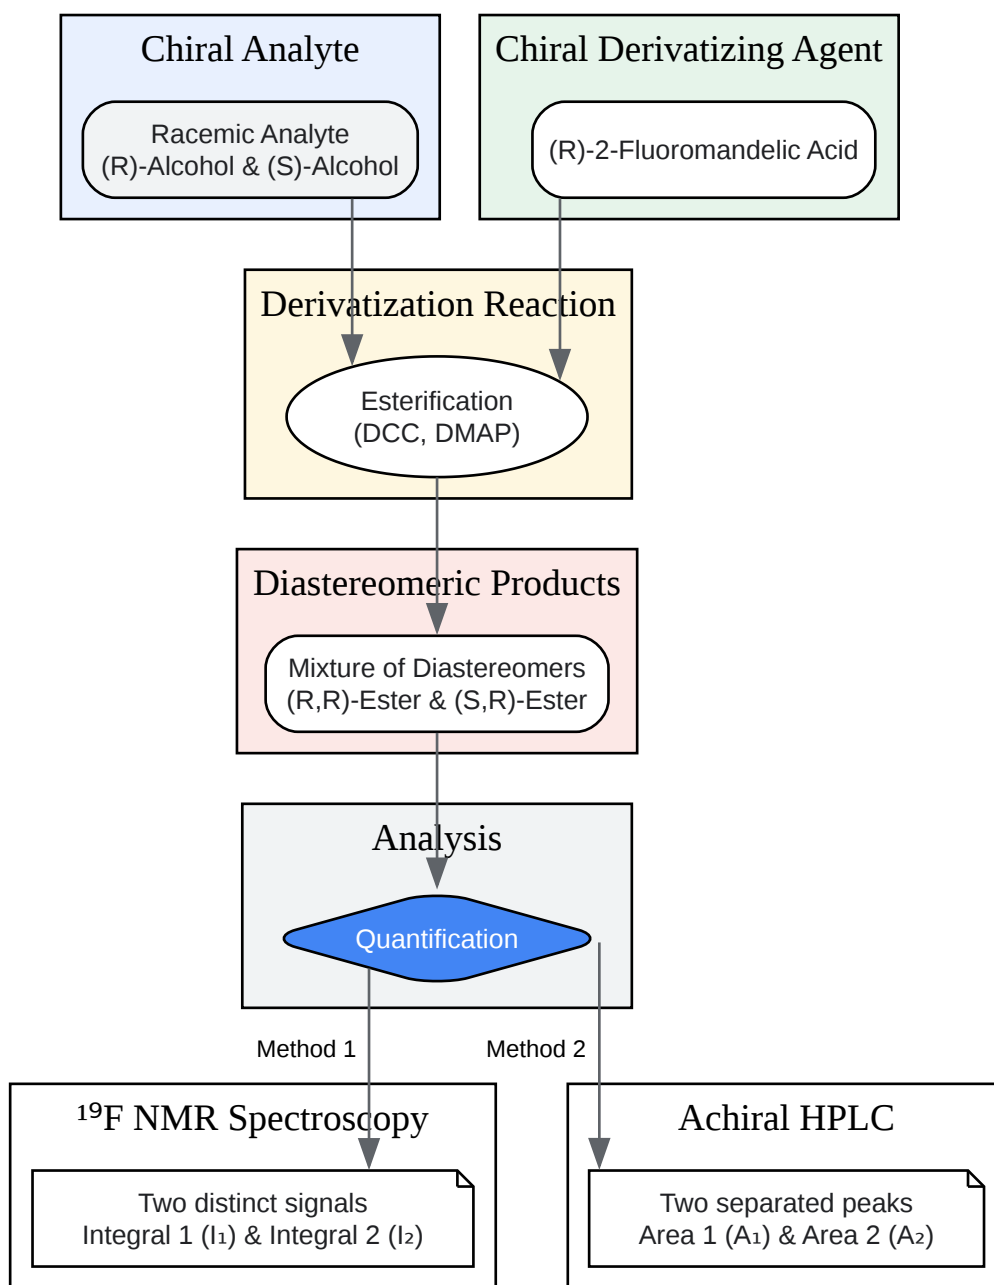 Chiral Analyte
Racemic Analyte
(R)-Alcohol & (S)-Alcohol
Chiral Derivatizing Agent
(R)-2-Fluoromandelic Acid
Derivatization Reaction
Esterification
(DCC, DMAP)
Diastereomeric Products
Mixture of Diastereomers
(R,R)-Ester & (S,R)-Ester
Analysis
Quantification
Method 1
Method 2
¹⁹F NMR Spectroscopy
Two distinct signals
Integral 1 (I₁) & Integral 2 (I₂)
Achiral HPLC
Two separated peaks
Area 1 (A₁) & Area 2 (A₂)